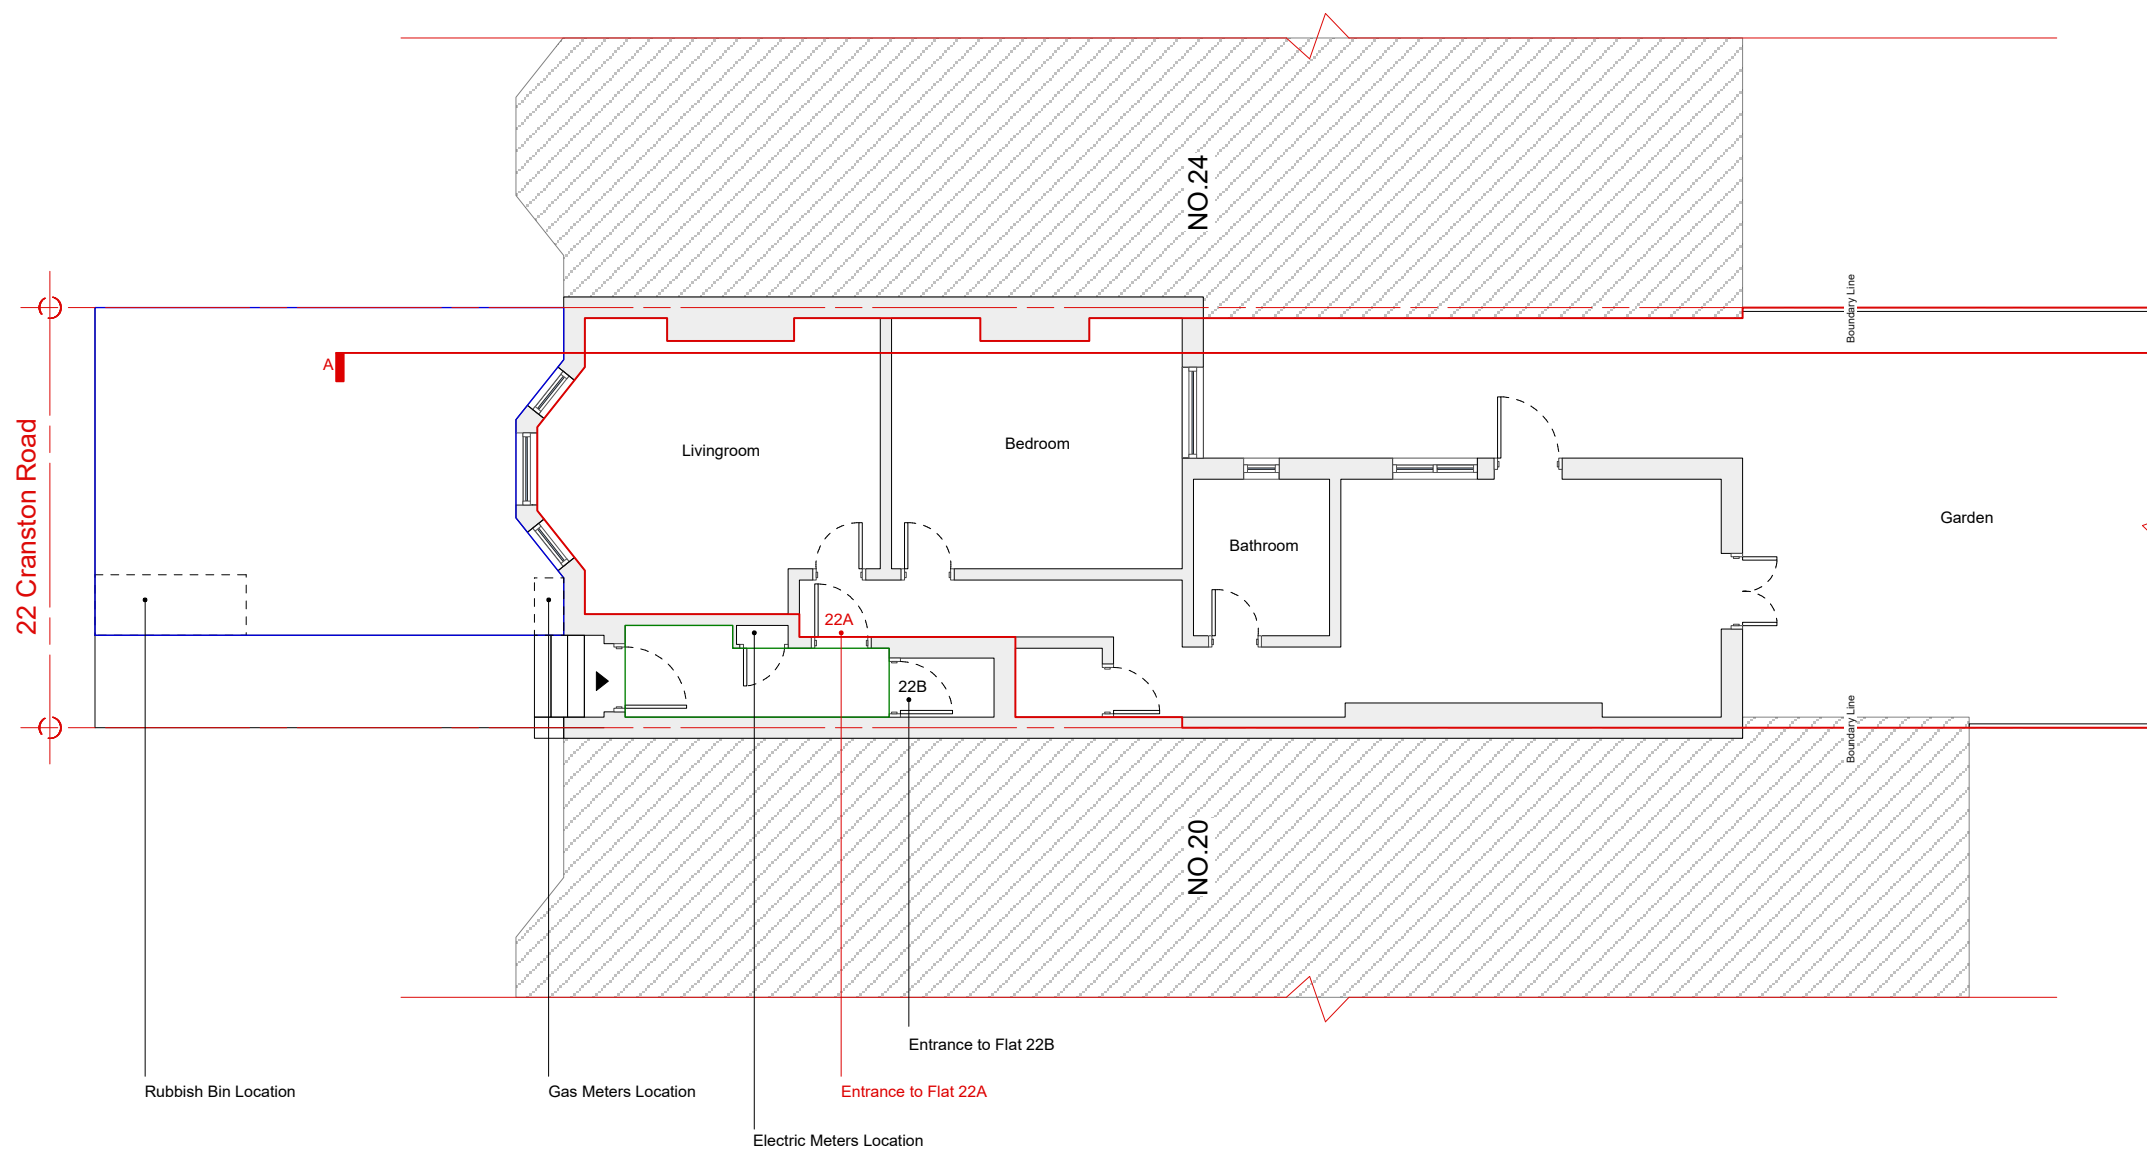 NO.24
Boundary Line
A
22 Cranston Road
Livingroom
Bedroom
Bathroom
Garden
22A
22B
Boundary Line
NO.20
Entrance to Flat 22B
Rubbish Bin Location
Gas Meters Location
Entrance to Flat 22A
Electric Meters Location